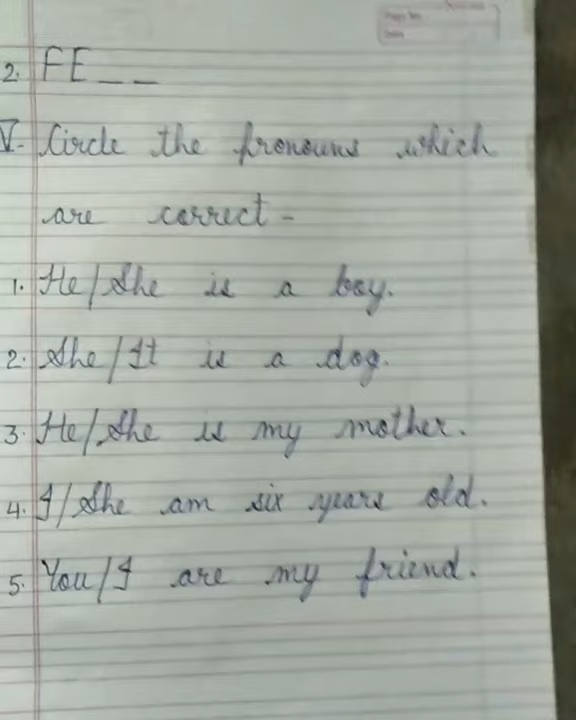 2. FE _ _
V. Circle the pronouns which
are correct -
1. He/She is a boy.
2. She/It is a dog.
3. He/She is my mother.
4. I/She am six years old.
5. You/I are my friend.